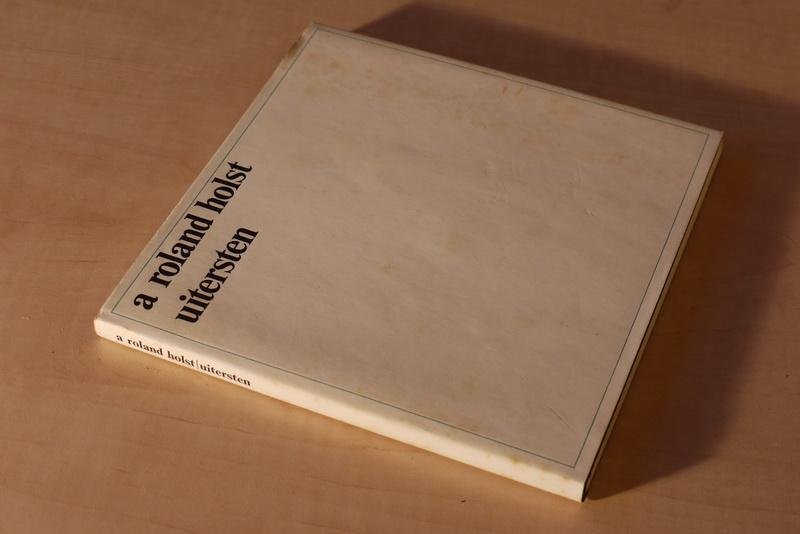 a roland holst
uitersten
a roland holst|uitersten